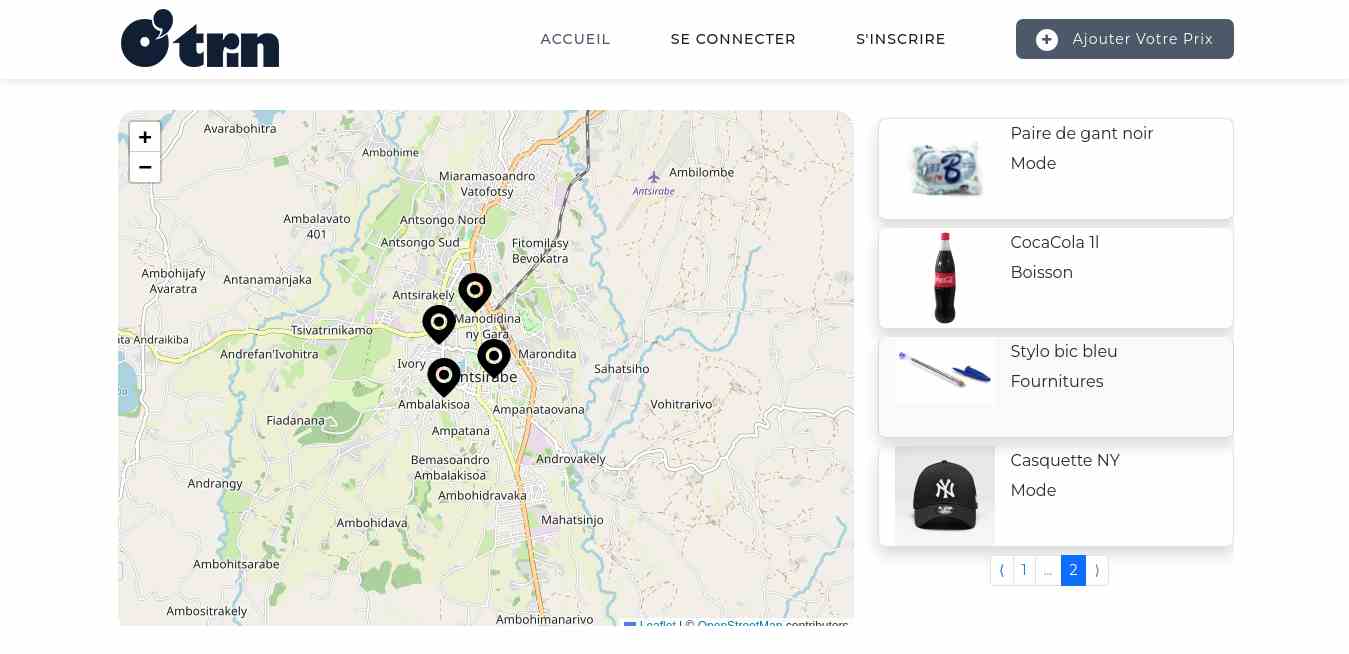 O'trin
ACCUEIL
SE CONNECTER
S'INSCRIRE
Ajouter Votre Prix
+
−
Avarabohitra
Ambohime
Miaramasoandro
Vatofotsy
Ambilombe
Antsirabe
Ambalavato
401
Antsongo Nord
Antsongo Sud
Fitomilasy
Bevokatra
Ambohijafy
Avaratra
Antanamanjaka
Antsirakely
Manodidina
ny Gara
Tsivatrinikamo
ta Andraikiba
Andrefan'Ivohitra
Ivory
Marondita
Sahatsiho
ntsirabe
Ambalakisoa
Ampanataovana
Vohitrarivo
Fiadanana
Ampatana
Bemasoandro
Ambalakisoa
Androvakely
Andrangy
Ambohidravaka
Ambohidava
Mahatsinjo
Ambohitsarabe
Ambositrakely
Ambohimanarivo
Leaflet | © OpenStreetMap contributors
Paire de gant noir
Mode
B
CocaCola 1l
Boisson
Stylo bic bleu
Fournitures
Casquette NY
Mode
NY
⟨ 1 ... 2 ⟩